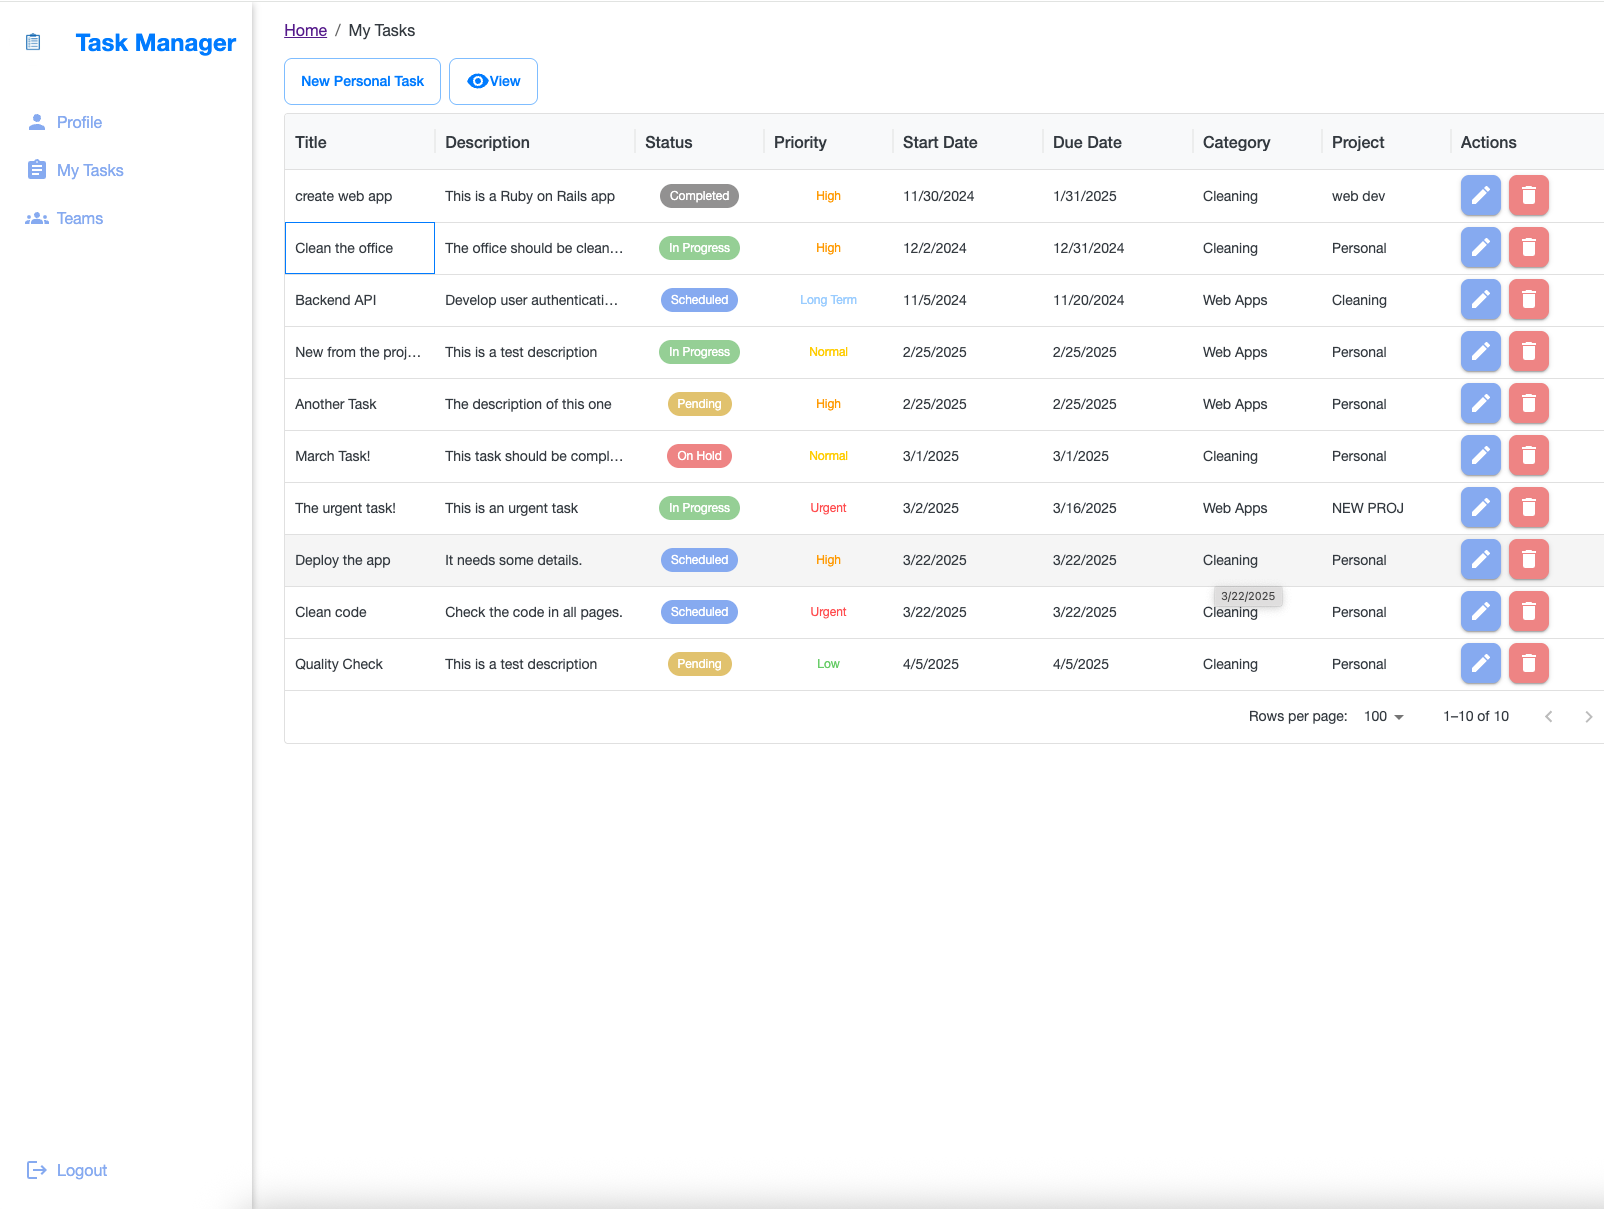 Task Manager
Profile
My Tasks
Teams
Logout
Home / My Tasks
New Personal Task View
Title Description Status Priority Start Date Due Date Category Project Actions
create web app This is a Ruby on Rails app Completed High 11/30/2024 1/31/2025 Cleaning web dev
Clean the office The office should be clean… In Progress High 12/2/2024 12/31/2024 Cleaning Personal
Backend API Develop user authenticati… Scheduled Long Term 11/5/2024 11/20/2024 Web Apps Cleaning
New from the proj… This is a test description In Progress Normal 2/25/2025 2/25/2025 Web Apps Personal
Another Task The description of this one Pending High 2/25/2025 2/25/2025 Web Apps Personal
March Task! This task should be compl… On Hold Normal 3/1/2025 3/1/2025 Cleaning Personal
The urgent task! This is an urgent task In Progress Urgent 3/2/2025 3/16/2025 Web Apps NEW PROJ
Deploy the app It needs some details. Scheduled High 3/22/2025 3/22/2025 Cleaning Personal
3/22/2025
Clean code Check the code in all pages. Scheduled Urgent 3/22/2025 3/22/2025 Cleaning Personal
Quality Check This is a test description Pending Low 4/5/2025 4/5/2025 Cleaning Personal
Rows per page: 100 1–10 of 10